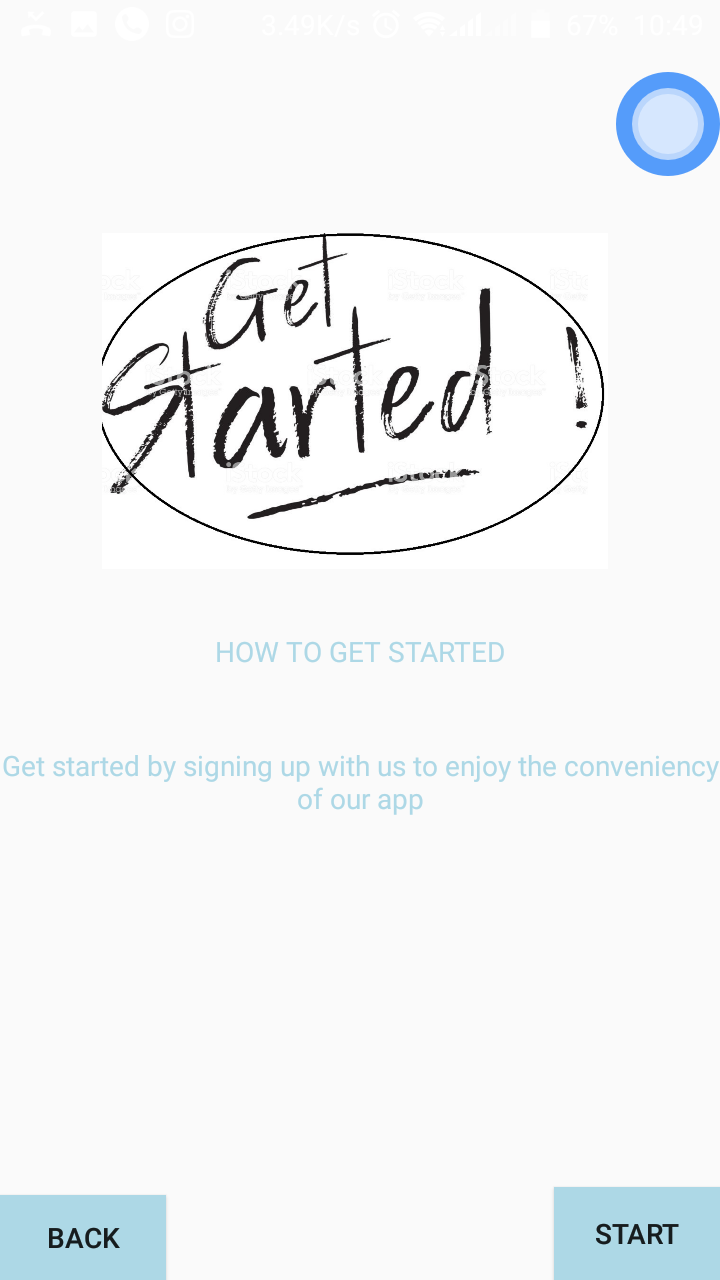 3.49K/s 67% 10:49
Get
Started !
iStock
by Getty Images
HOW TO GET STARTED
Get started by signing up with us to enjoy the conveniency
of our app
BACK
START